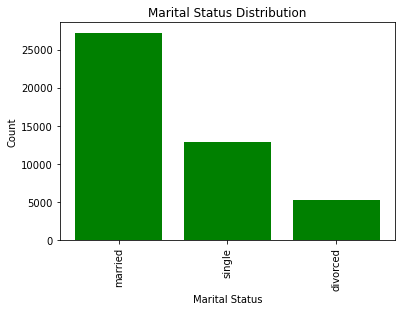 Marital Status Distribution
25000
20000
15000
10000
5000
0
Count
married
single
divorced
Marital Status